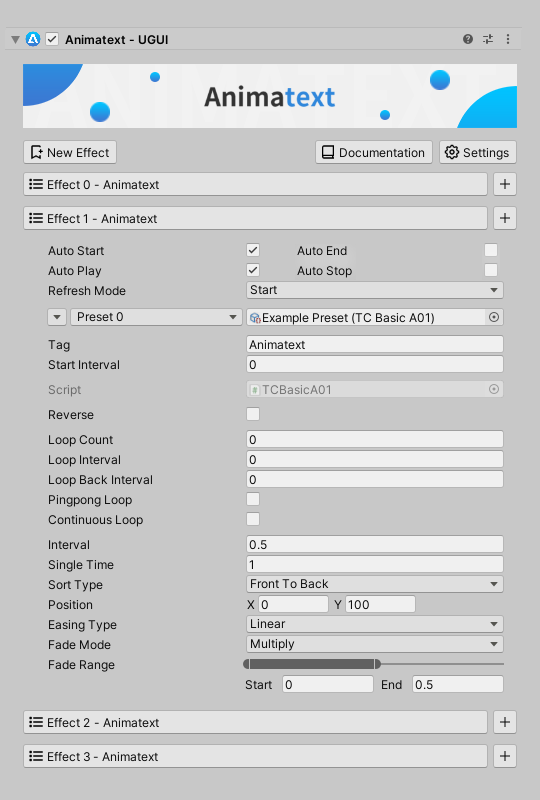 Animatext - UGUI
Animatext
New Effect
Documentation
Settings
Effect 0 - Animatext
Effect 1 - Animatext
Auto Start
Auto End
Auto Play
Auto Stop
Refresh Mode
Start
Preset 0
Example Preset (TC Basic A01)
Tag
Animatext
Start Interval
0
Script
TCBasicA01
Reverse
Loop Count
0
Loop Interval
0
Loop Back Interval
0
Pingpong Loop
Continuous Loop
Interval
0.5
Single Time
1
Sort Type
Front To Back
Position
X 0
Y 100
Easing Type
Linear
Fade Mode
Multiply
Fade Range
Start 0
End 0.5
Effect 2 - Animatext
Effect 3 - Animatext